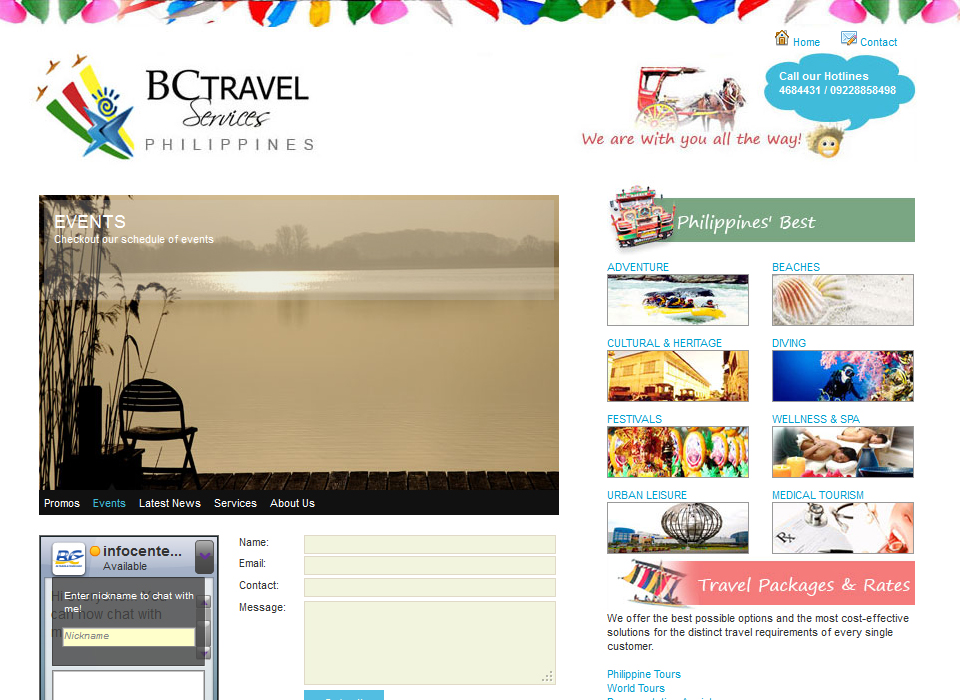 Home
Contact
Call our Hotlines
4684431 / 09228858498
BC TRAVEL
Services
PHILIPPINES
We are with you all the way!
EVENTS
Checkout our schedule of events
Promos Events Latest News Services About Us
Philippines' Best
ADVENTURE
BEACHES
CULTURAL & HERITAGE
DIVING
FESTIVALS
WELLNESS & SPA
URBAN LEISURE
MEDICAL TOURISM
Travel Packages & Rates
We offer the best possible options and the most cost-effective
solutions for the distinct travel requirements of every single
customer.
Philippine Tours
World Tours
infocente...
Available
Enter nickname to chat with
me!
can now chat with
Nickname
Name:
Email:
Contact:
Message: